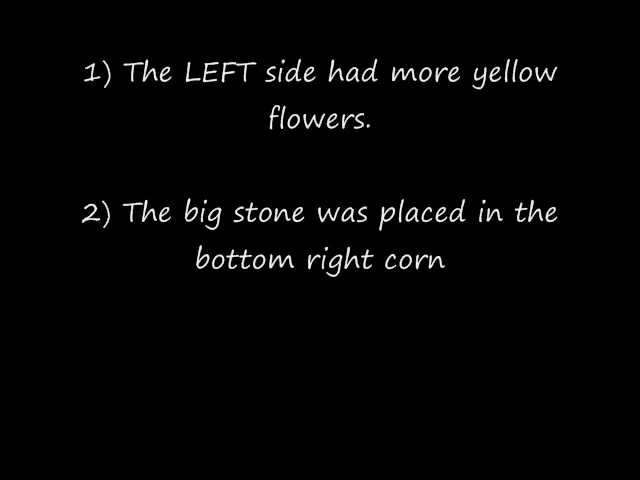 1) The LEFT side had more yellow
flowers.
2) The big stone was placed in the
bottom right corn